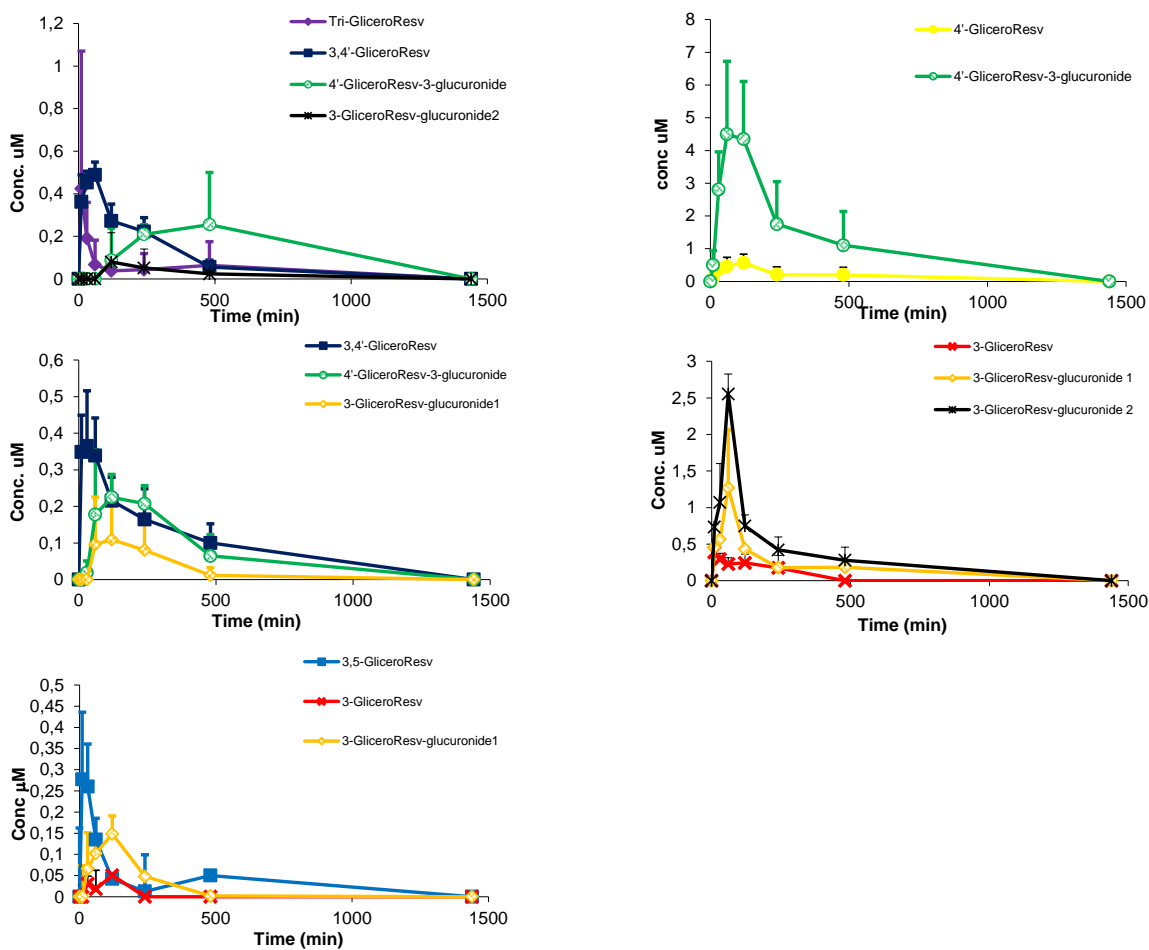 Tri-GliceroResv
3,4'-GliceroResv
4'-GliceroResv-3-glucuronide
3-GliceroResv-glucuronide2
1,2
1
0,8
0,6
0,4
0,2
0
Conc. uM
0
500
1000
1500
Time (min)
4'-GliceroResv
4'-GliceroResv-3-glucuronide
8
7
6
5
4
3
2
1
0
conc uM
0
500
1000
1500
Time (min)
3,4'-GliceroResv
4'-GliceroResv-3-glucuronide
3-GliceroResv-glucuronide1
0,6
0,5
0,4
0,3
0,2
0,1
0
Conc. uM
0
500
1000
1500
Time (min)
3-GliceroResv
3-GliceroResv-glucuronide 1
3-GliceroResv-glucuronide 2
3
2,5
2
1,5
1
0,5
0
Conc. uM
0
500
1000
1500
Time (min)
3,5-GliceroResv
3-GliceroResv
3-GliceroResv-glucuronide1
0,5
0,45
0,4
0,35
0,3
0,25
0,2
0,15
0,1
0,05
0
Conc μM
0
500
1000
1500
Time (min)